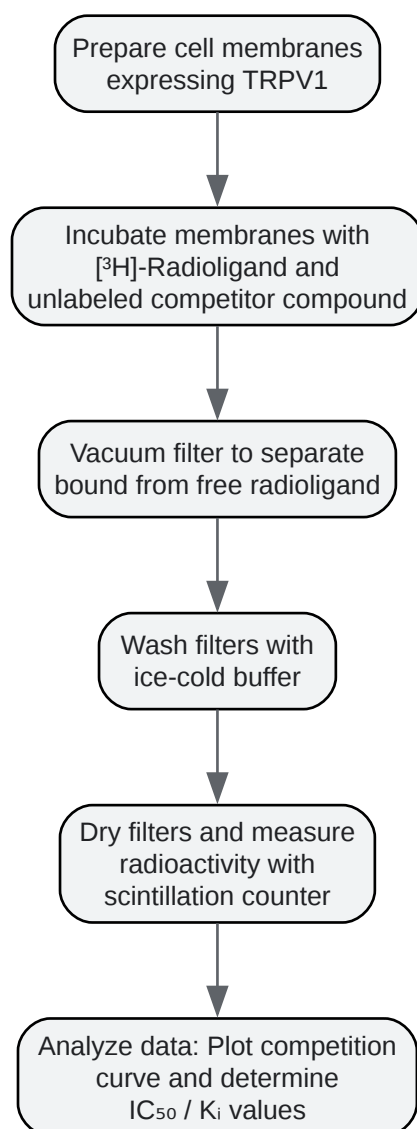 Prepare cell membranes
expressing TRPV1
Incubate membranes with
[³H]-Radioligand and
unlabeled competitor compound
Vacuum filter to separate
bound from free radioligand
Wash filters with
ice-cold buffer
Dry filters and measure
radioactivity with
scintillation counter
Analyze data: Plot competition
curve and determine
IC₅₀ / Kᵢ values